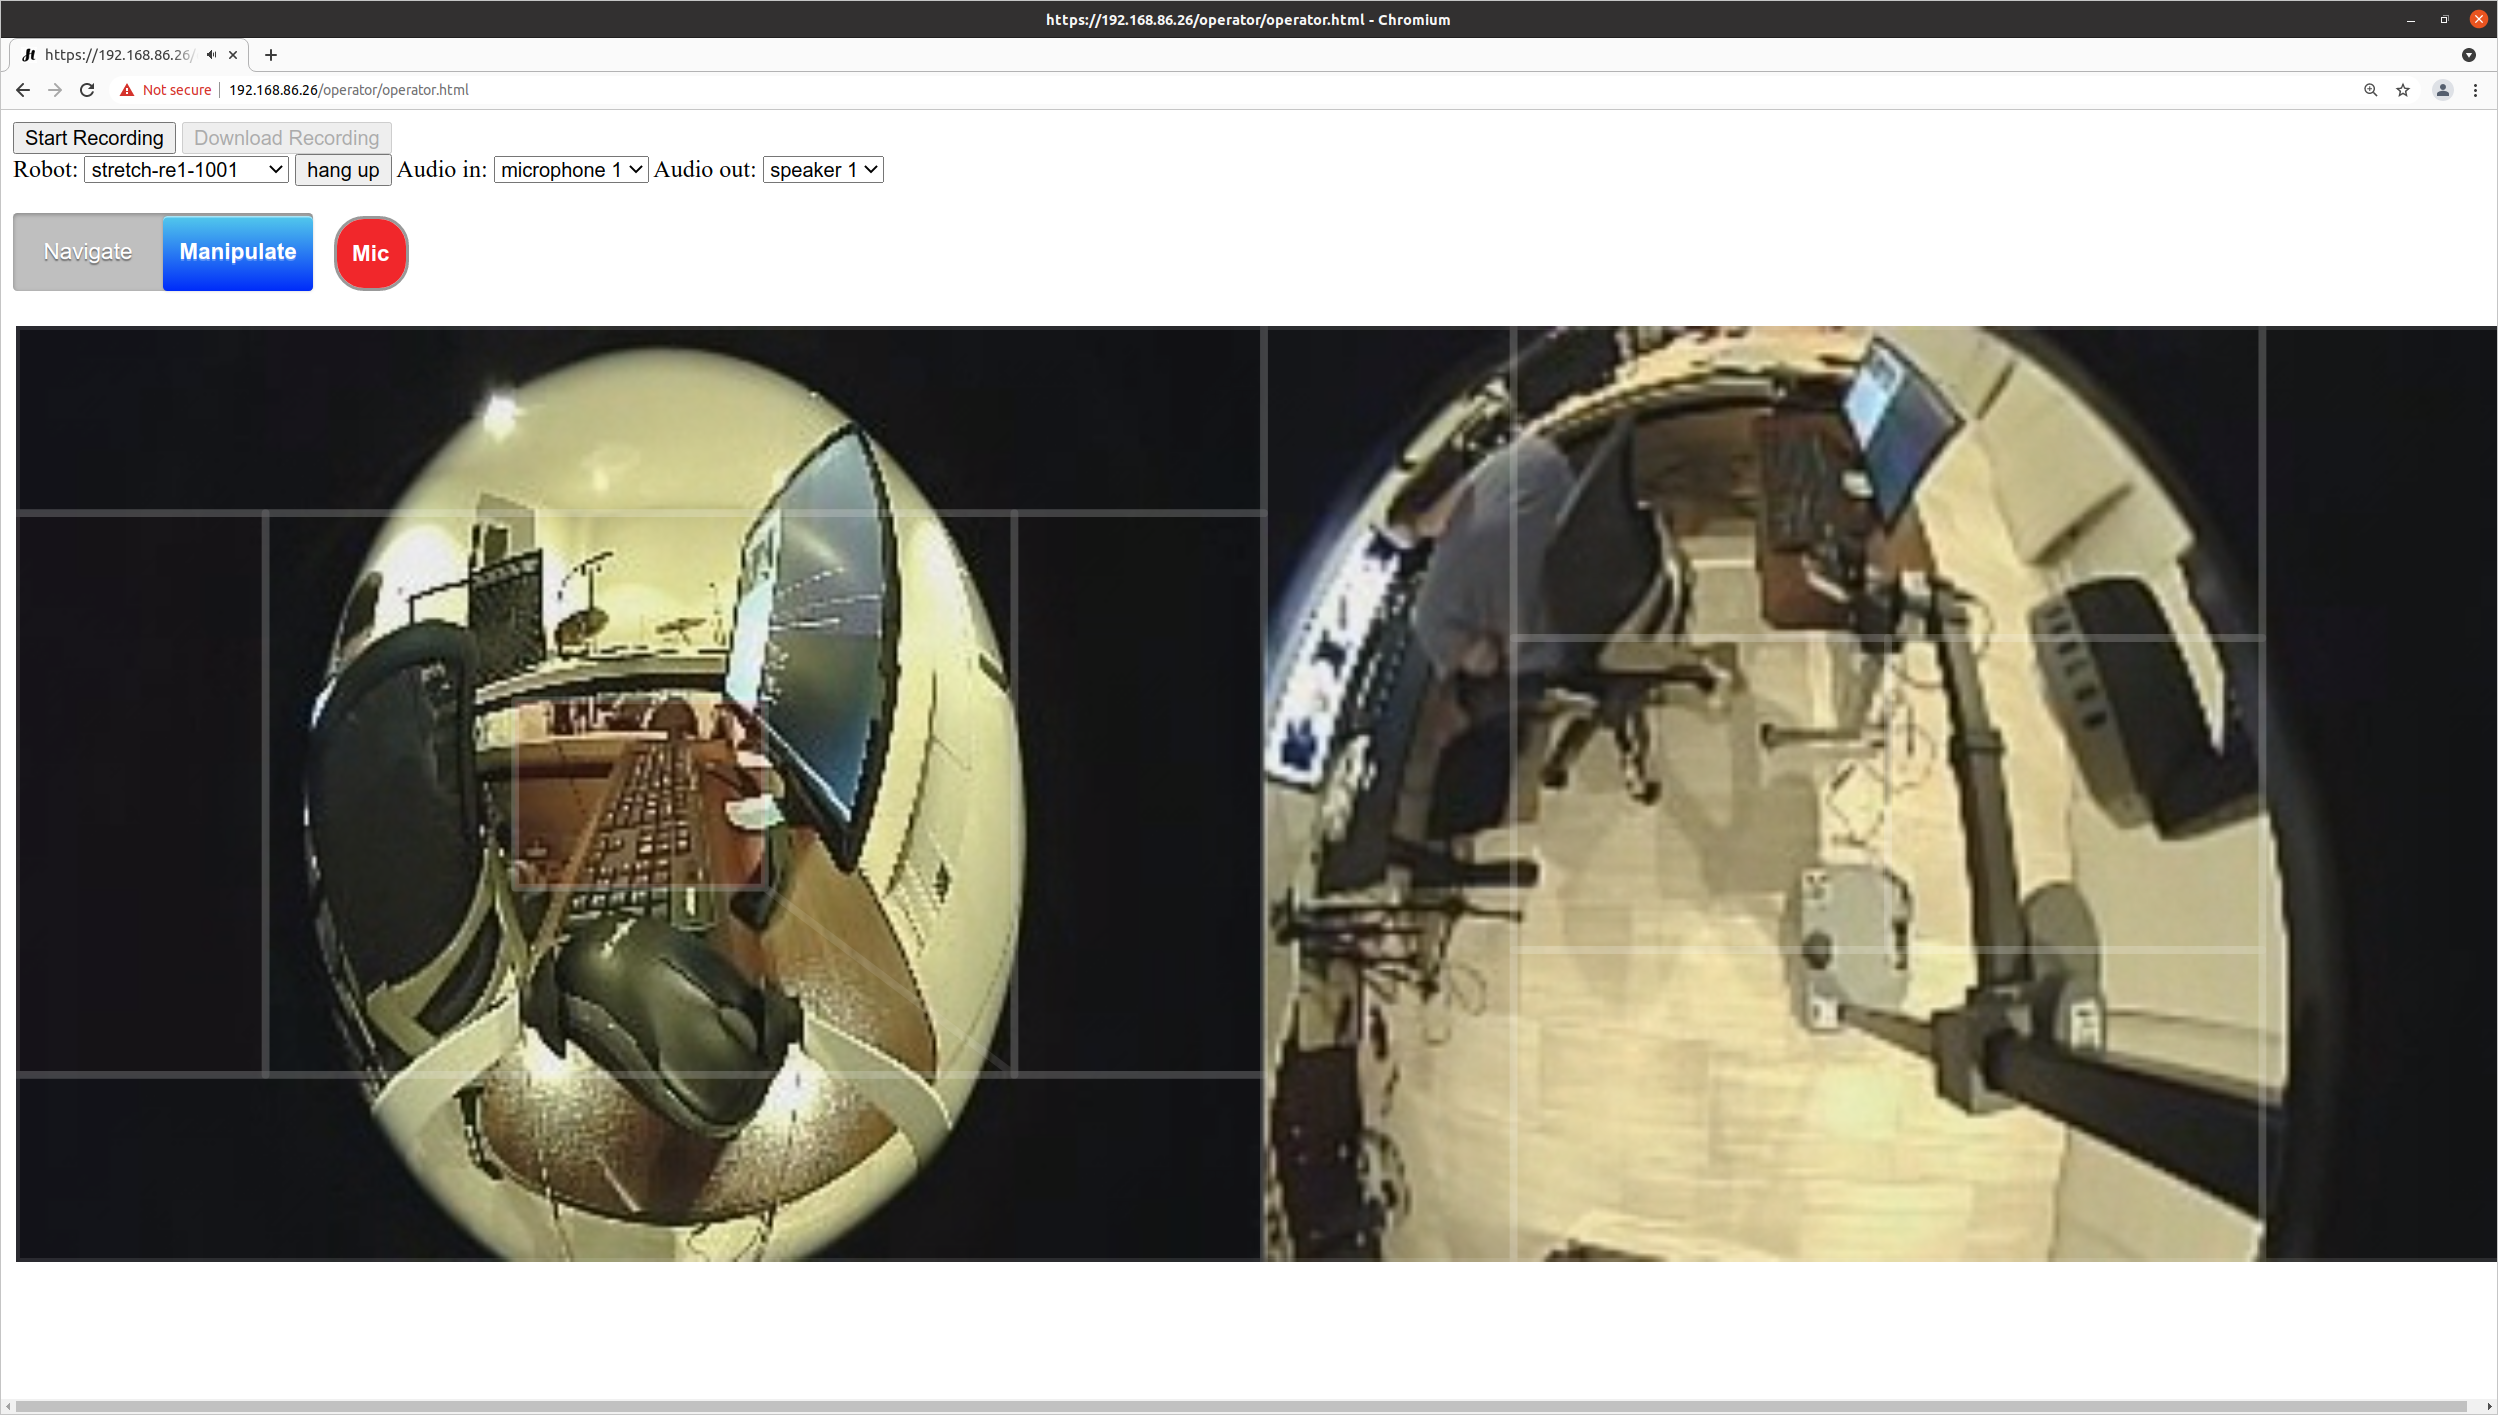 https://192.168.86.26/operator/operator.html - Chromium
https://192.168.86.26/
Not secure 192.168.86.26/operator/operator.html
Start Recording Download Recording
Robot: stretch-re1-1001 hang up Audio in: microphone 1 Audio out: speaker 1
Navigate Manipulate Mic